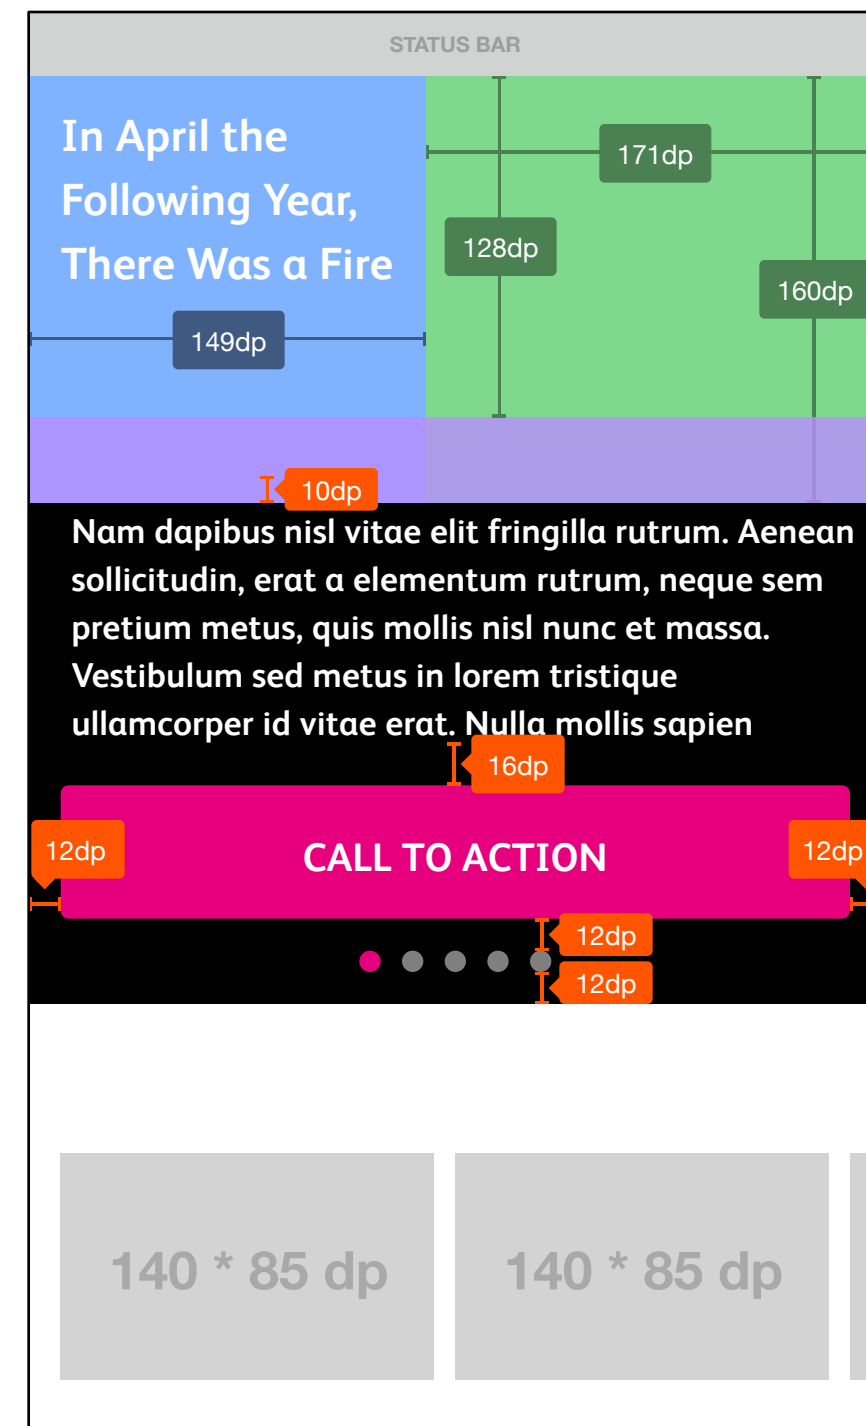 STATUS BAR
In April the
Following Year,
There Was a Fire
171dp
128dp
160dp
149dp
10dp
Nam dapibus nisl vitae elit fringilla rutrum. Aenean
sollicitudin, erat a elementum rutrum, neque sem
pretium metus, quis mollis nisl nunc et massa.
Vestibulum sed metus in lorem tristique
ullamcorper id vitae erat. Nulla mollis sapien
16dp
12dp
CALL TO ACTION
12dp
12dp
12dp
140 * 85 dp
140 * 85 dp